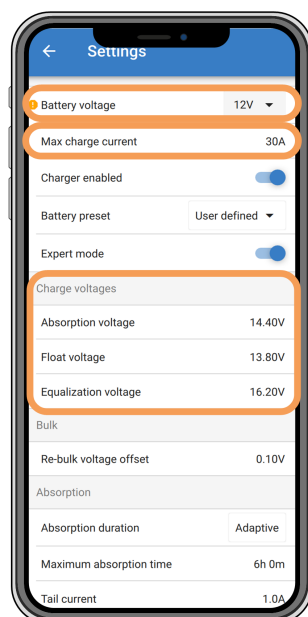 Settings
Battery voltage 12V
Max charge current 30A
Charger enabled
Battery preset User defined
Expert mode
Charge voltages
Absorption voltage 14.40V
Float voltage 13.80V
Equalization voltage 16.20V
Bulk
Re-bulk voltage offset 0.10V
Absorption
Absorption duration Adaptive
Maximum absorption time 6h 0m
Tail current 1.0A